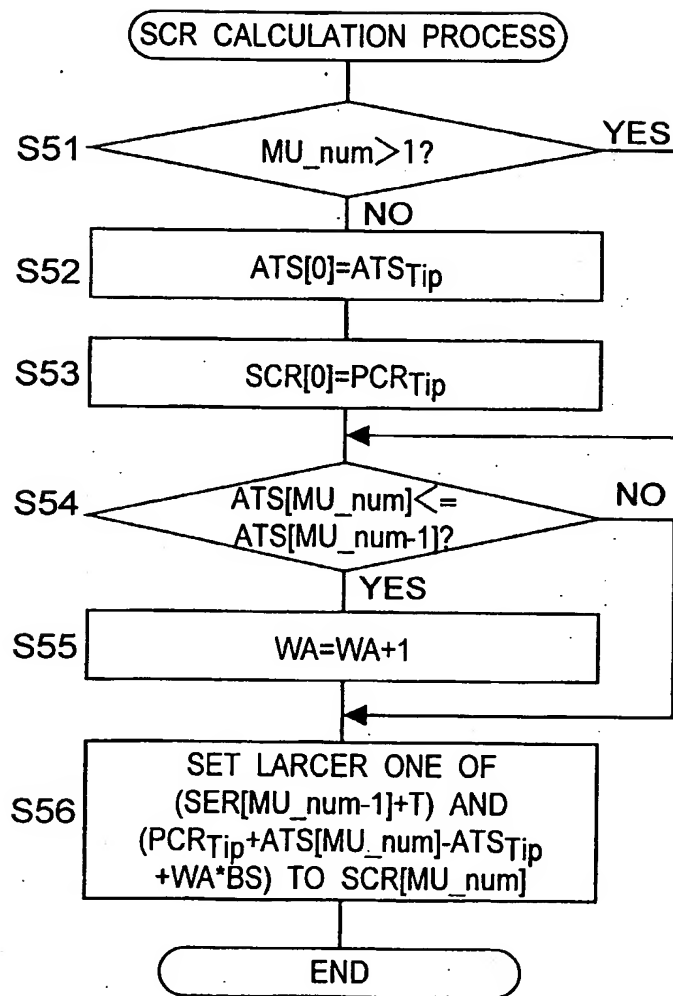 SCR CALCULATION PROCESS
S51
MU_num>1?
YES
NO
S52
ATS[0]=ATSTip
S53
SCR[0]=PCRTip
S54
ATS[MU_num]<=
ATS[MU_num-1]?
NO
YES
S55
WA=WA+1
S56
SET LARCER ONE OF
(SER[MU_num-1]+T) AND
(PCRTip+ATS[MU_num]-ATSTip
+WA*BS) TO SCR[MU_num]
END